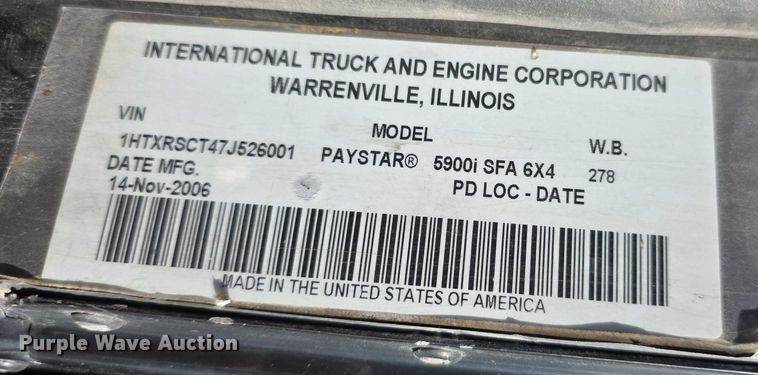 INTERNATIONAL TRUCK AND ENGINE CORPORATION
WARRENVILLE, ILLINOIS
VIN MODEL W.B.
1HTXRSCT47J526001 PAYSTAR® 5900i SFA 6X4 278
DATE MFG. PD LOC - DATE
14-Nov-2006
MADE IN THE UNITED STATES OF AMERICA
Purple Wave Auction